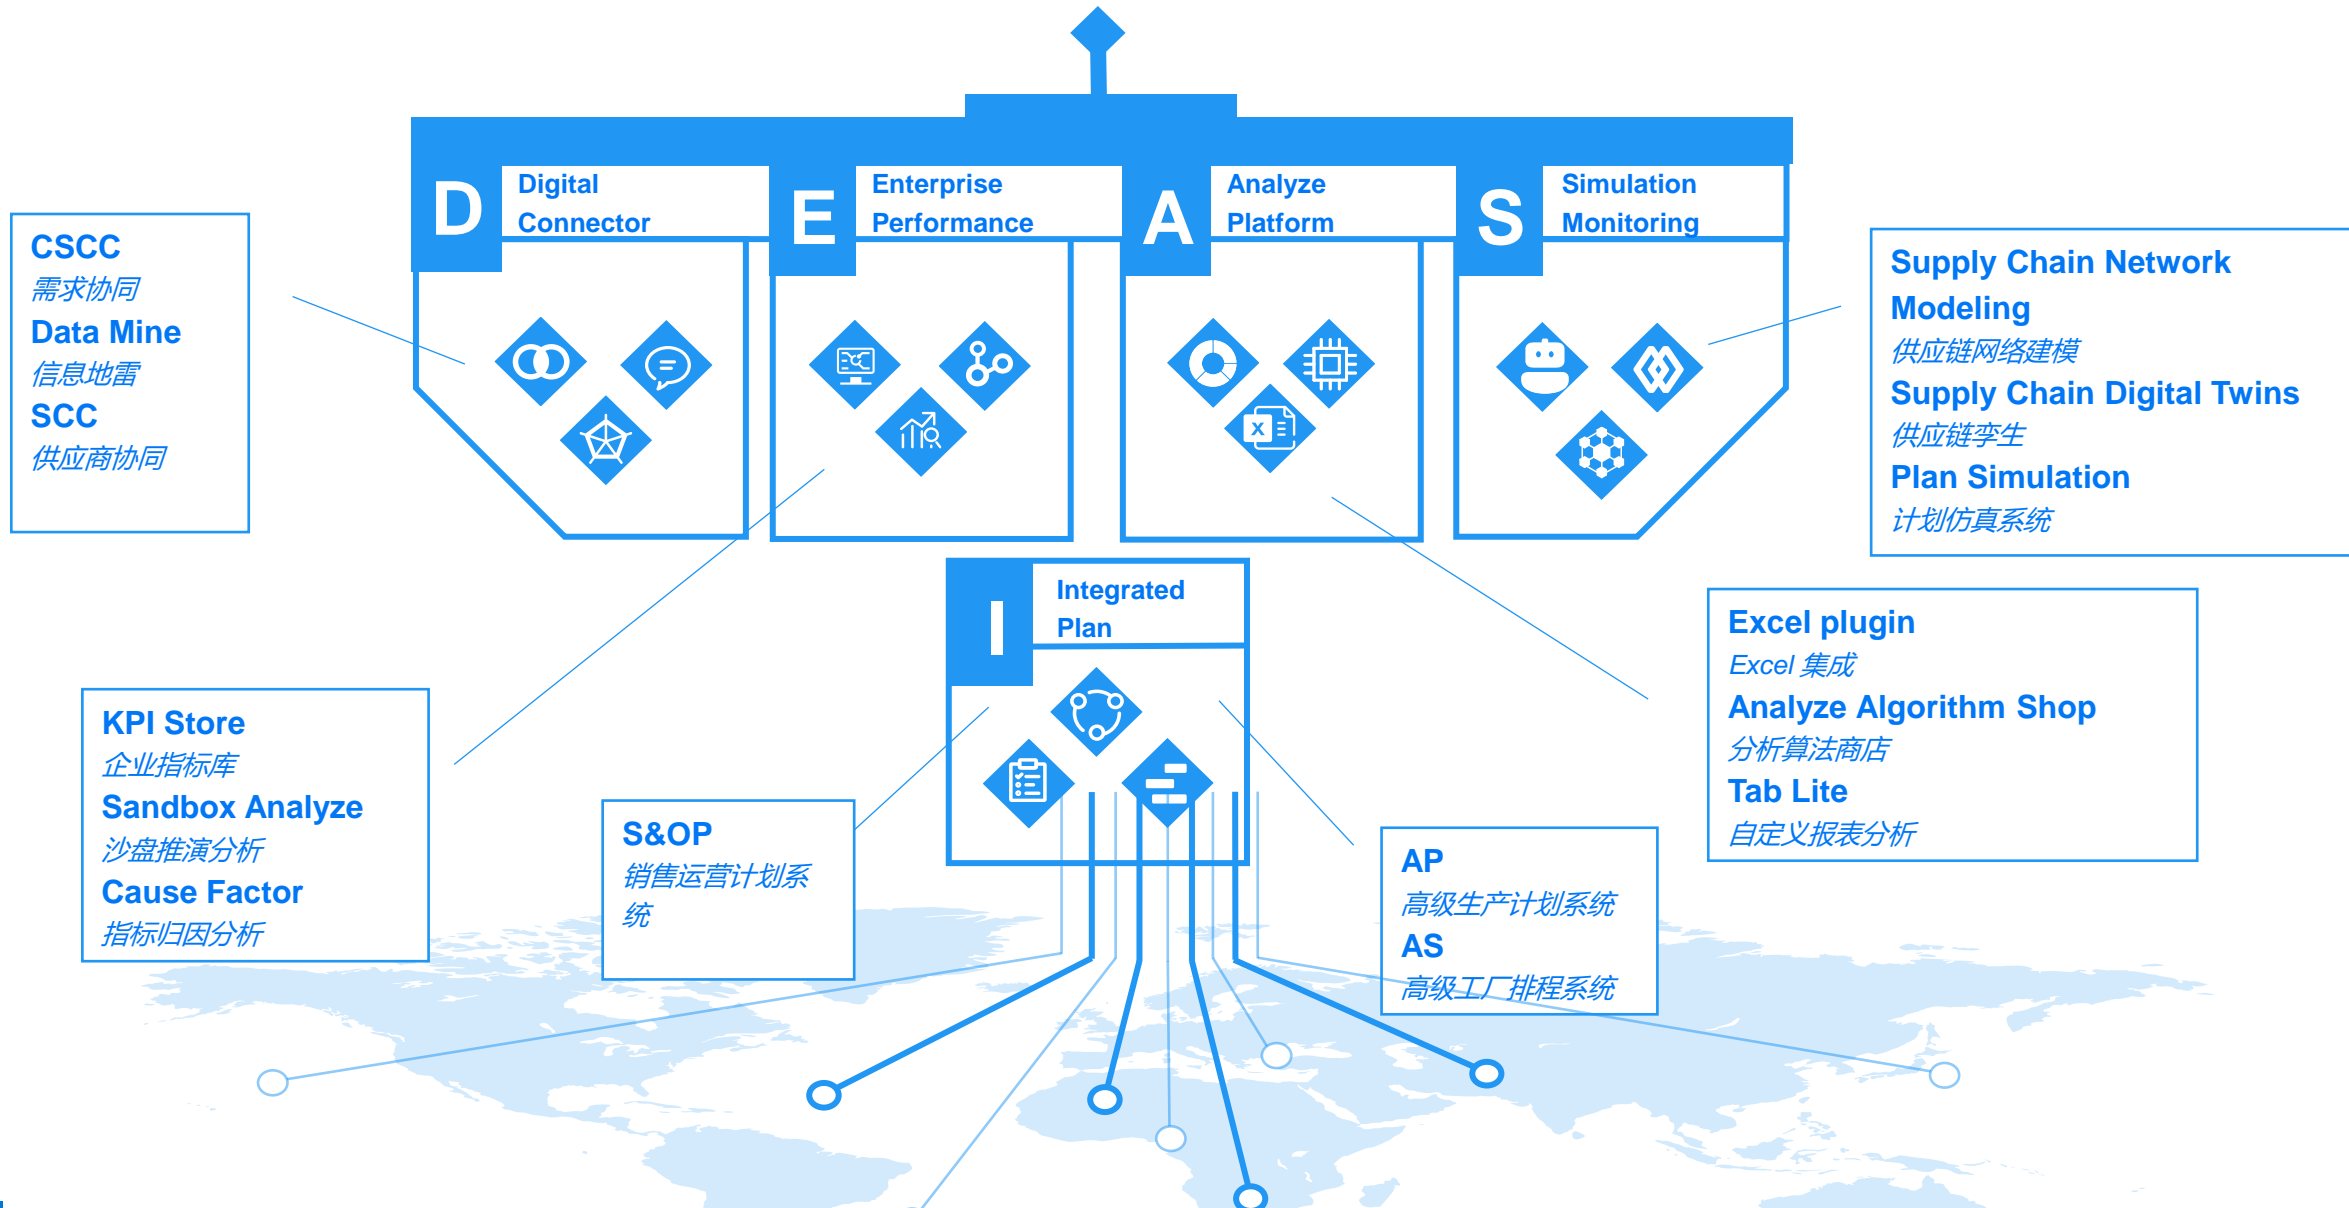 D
Digital
Connector
E
Enterprise
Performance
A
Analyze
Platform
S
Simulation
Monitoring
CSCC
需求协同
Data Mine
信息地雷
SCC
供应商协同
Supply Chain Network
Modeling
供应链网络建模
Supply Chain Digital Twins
供应链孪生
Plan Simulation
计划仿真系统
I
Integrated
Plan
Excel plugin
Excel 集成
Analyze Algorithm Shop
分析算法商店
Tab Lite
自定义报表分析
KPI Store
企业指标库
Sandbox Analyze
沙盘推演分析
Cause Factor
指标归因分析
S&OP
销售运营计划系
统
AP
高级生产计划系统
AS
高级工厂排程系统
X